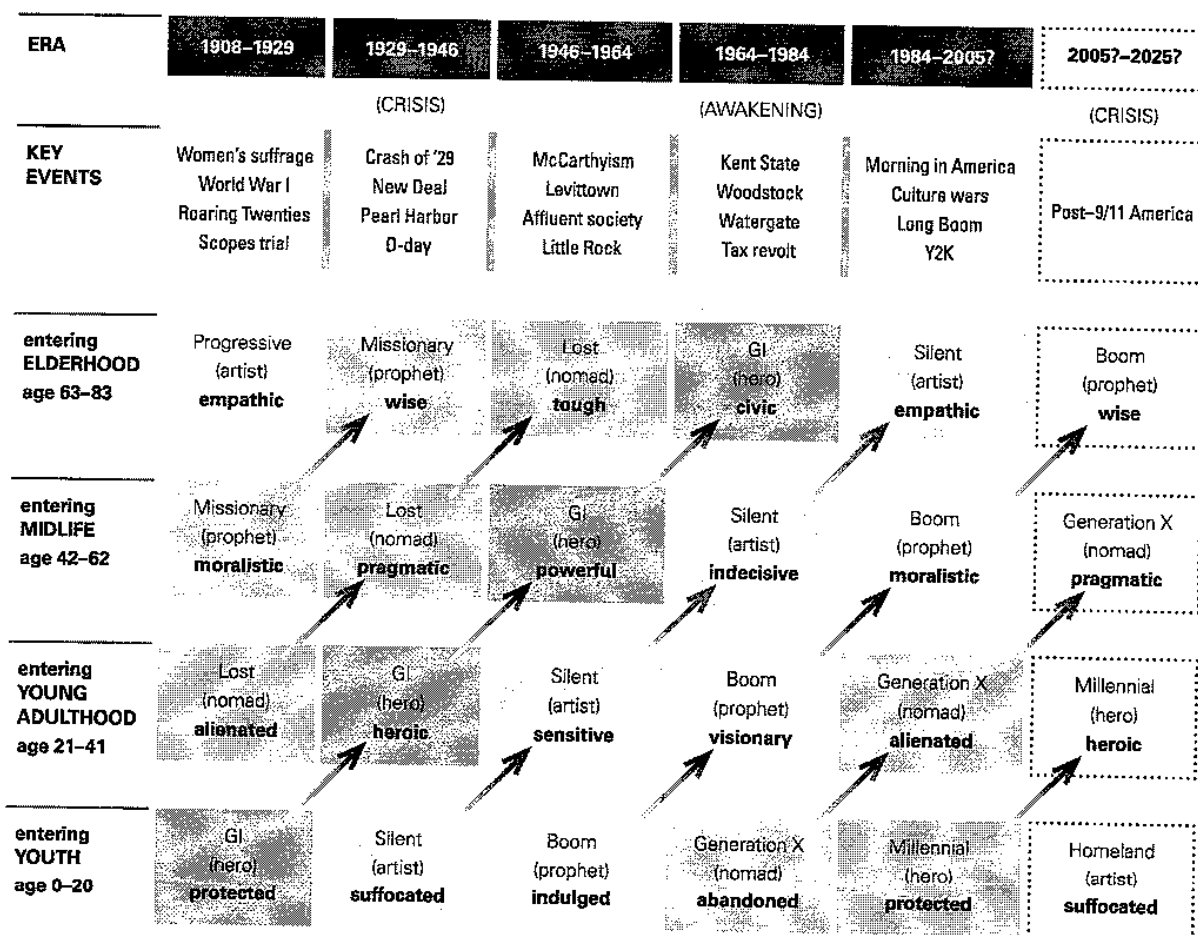 ERA
1908–1929
1929–1946
1946–1964
1964–1984
1984–2005?
2005?–2025?
(CRISIS)
(AWAKENING)
(CRISIS)
KEY
EVENTS
Women's suffrage
World War I
Roaring Twenties
Scopes trial
Crash of '29
New Deal
Pearl Harbor
D-day
McCarthyism
Levittown
Affluent society
Little Rock
Kent State
Woodstock
Watergate
Tax revolt
Morning in America
Culture wars
Long Boom
Y2K
Post–9/11 America
entering
ELDERHOOD
age 63–83
Progressive
(artist)
empathic
Missionary
(prophet)
wise
Lost
(nomad)
tough
GI
(hero)
civic
Silent
(artist)
empathic
Boom
(prophet)
wise
entering
MIDLIFE
age 42–62
Missionary
(prophet)
moralistic
Lost
(nomad)
pragmatic
GI
(hero)
powerful
Silent
(artist)
indecisive
Boom
(prophet)
moralistic
Generation X
(nomad)
pragmatic
entering
YOUNG
ADULTHOOD
age 21–41
Lost
(nomad)
alienated
GI
(hero)
heroic
Silent
(artist)
sensitive
Boom
(prophet)
visionary
Generation X
(nomad)
alienated
Millennial
(hero)
heroic
entering
YOUTH
age 0–20
GI
(hero)
protected
Silent
(artist)
suffocated
Boom
(prophet)
indulged
Generation X
(nomad)
abandoned
Millennial
(hero)
protected
Homeland
(artist)
suffocated